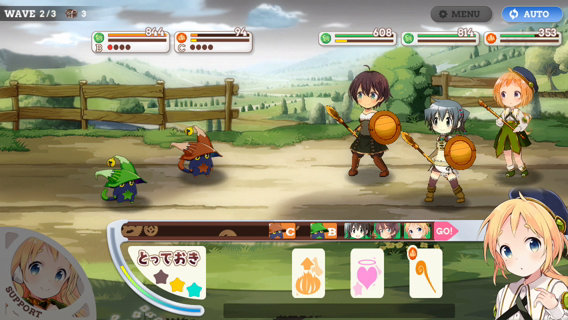 WAVE 2/3 3
MENU
AUTO
844
94
608
814
353
B
C
C
B
GO!
とっておき
SUPPORT